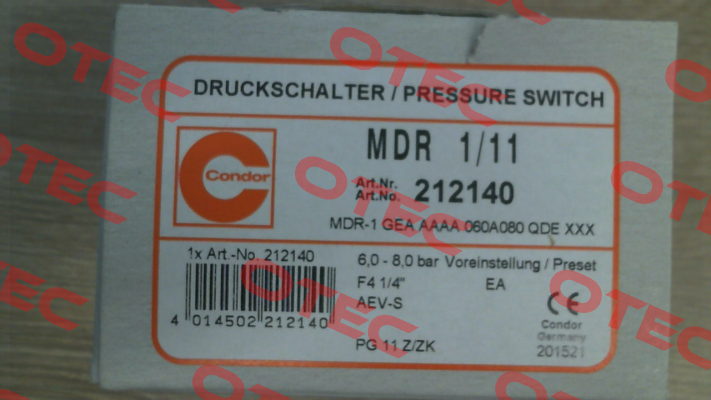 DRUCKSCHALTER / PRESSURE SWITCH
Condor
MDR 1/11
Art.Nr.
Art.No. 212140
MDR-1 GEA AAAA 060A080 QDE XXX
1x Art.-No. 212140
4 014502 212140
6,0 - 8,0 bar Voreinstellung / Preset
F4 1/4" EA
AEV-S
PG 11 Z/ZK
CE
Condor
Germany
201521
OTEC
OTEC
OTEC
OTEC
OTEC
OTEC
OTEC
OTEC